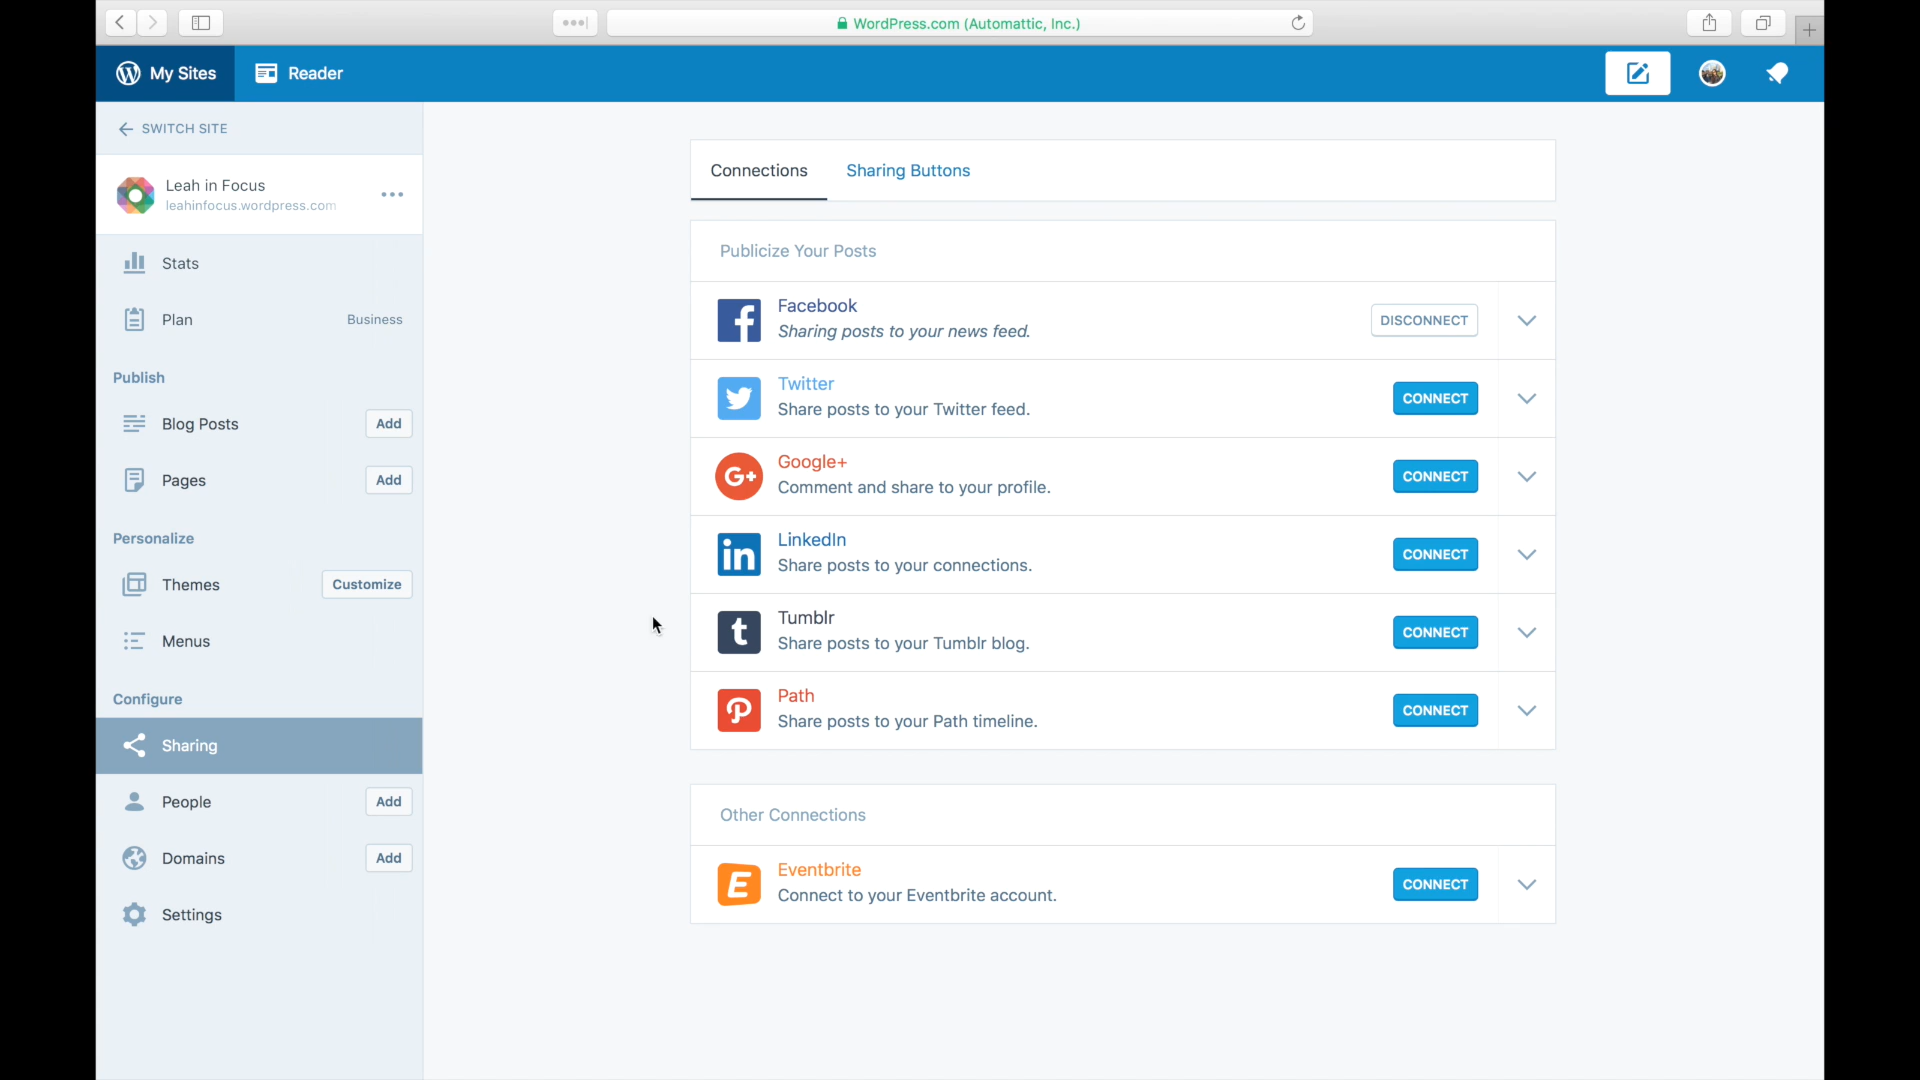 WordPress.com (Automattic, Inc.)
My Sites
Reader
SWITCH SITE
Leah in Focus
leahinfocus.wordpress.com
Stats
Plan Business
Publish
Blog Posts Add
Pages Add
Personalize
Themes Customize
Menus
Configure
Sharing
People Add
Domains Add
Settings
Connections Sharing Buttons
Publicize Your Posts
Facebook
Sharing posts to your news feed.
DISCONNECT
Twitter
Share posts to your Twitter feed.
CONNECT
G+
Google+
Comment and share to your profile.
CONNECT
in
LinkedIn
Share posts to your connections.
CONNECT
t
Tumblr
Share posts to your Tumblr blog.
CONNECT
Path
Share posts to your Path timeline.
CONNECT
Other Connections
E
Eventbrite
Connect to your Eventbrite account.
CONNECT